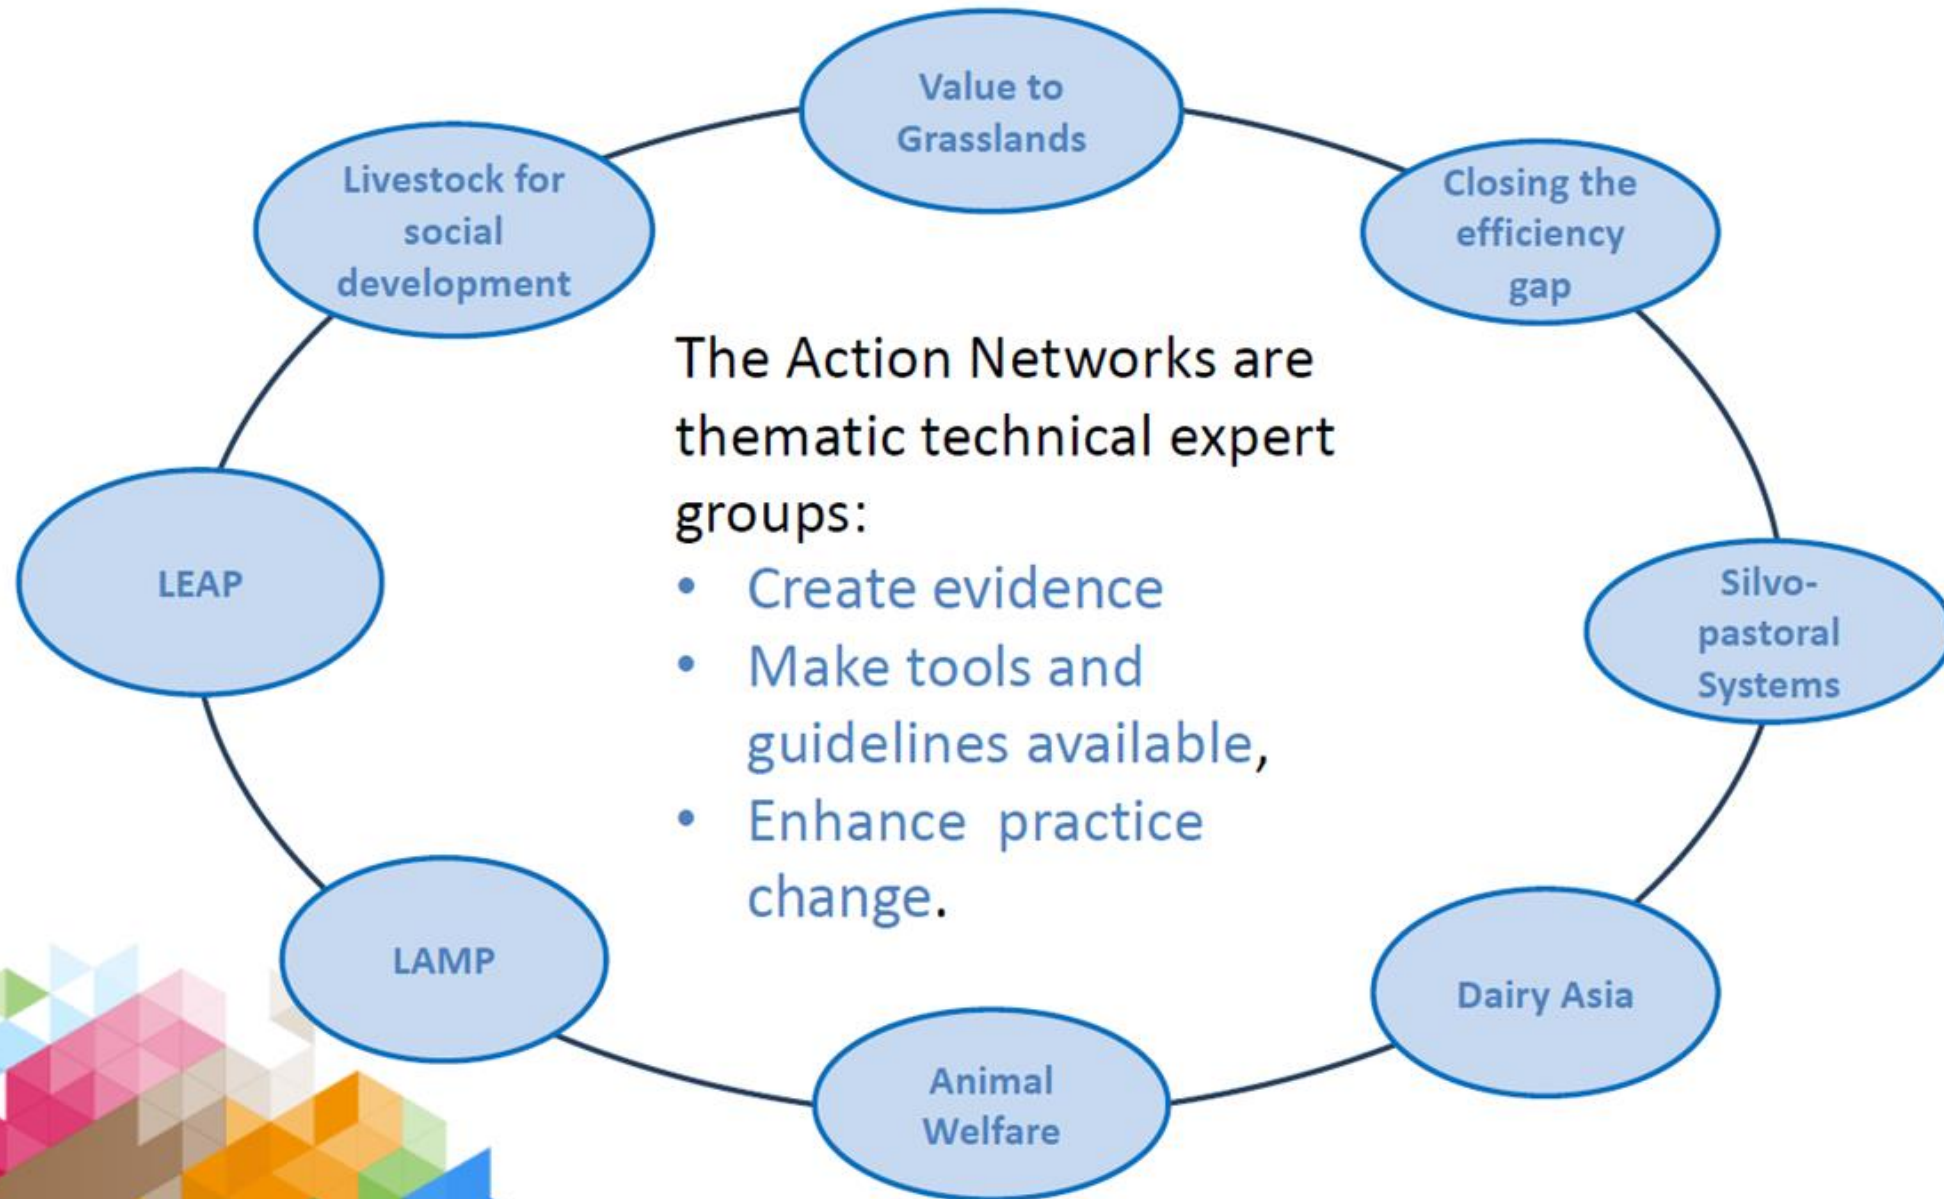 Value to
Grasslands
Livestock for
social
development
Closing the
efficiency
gap
The Action Networks are
thematic technical expert
groups:
• Create evidence
• Make tools and
guidelines available,
• Enhance practice
change.
LEAP
Silvo-
pastoral
Systems
LAMP
Dairy Asia
Animal
Welfare